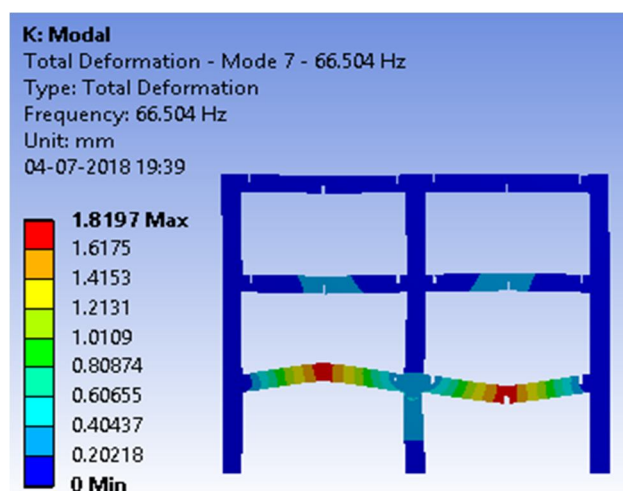 K: Modal
Total Deformation - Mode 7 - 66.504 Hz
Type: Total Deformation
Frequency: 66.504 Hz
Unit: mm
04-07-2018 19:39
1.8197 Max
1.6175
1.4153
1.2131
1.0109
0.80874
0.60655
0.40437
0.20218
0 Min